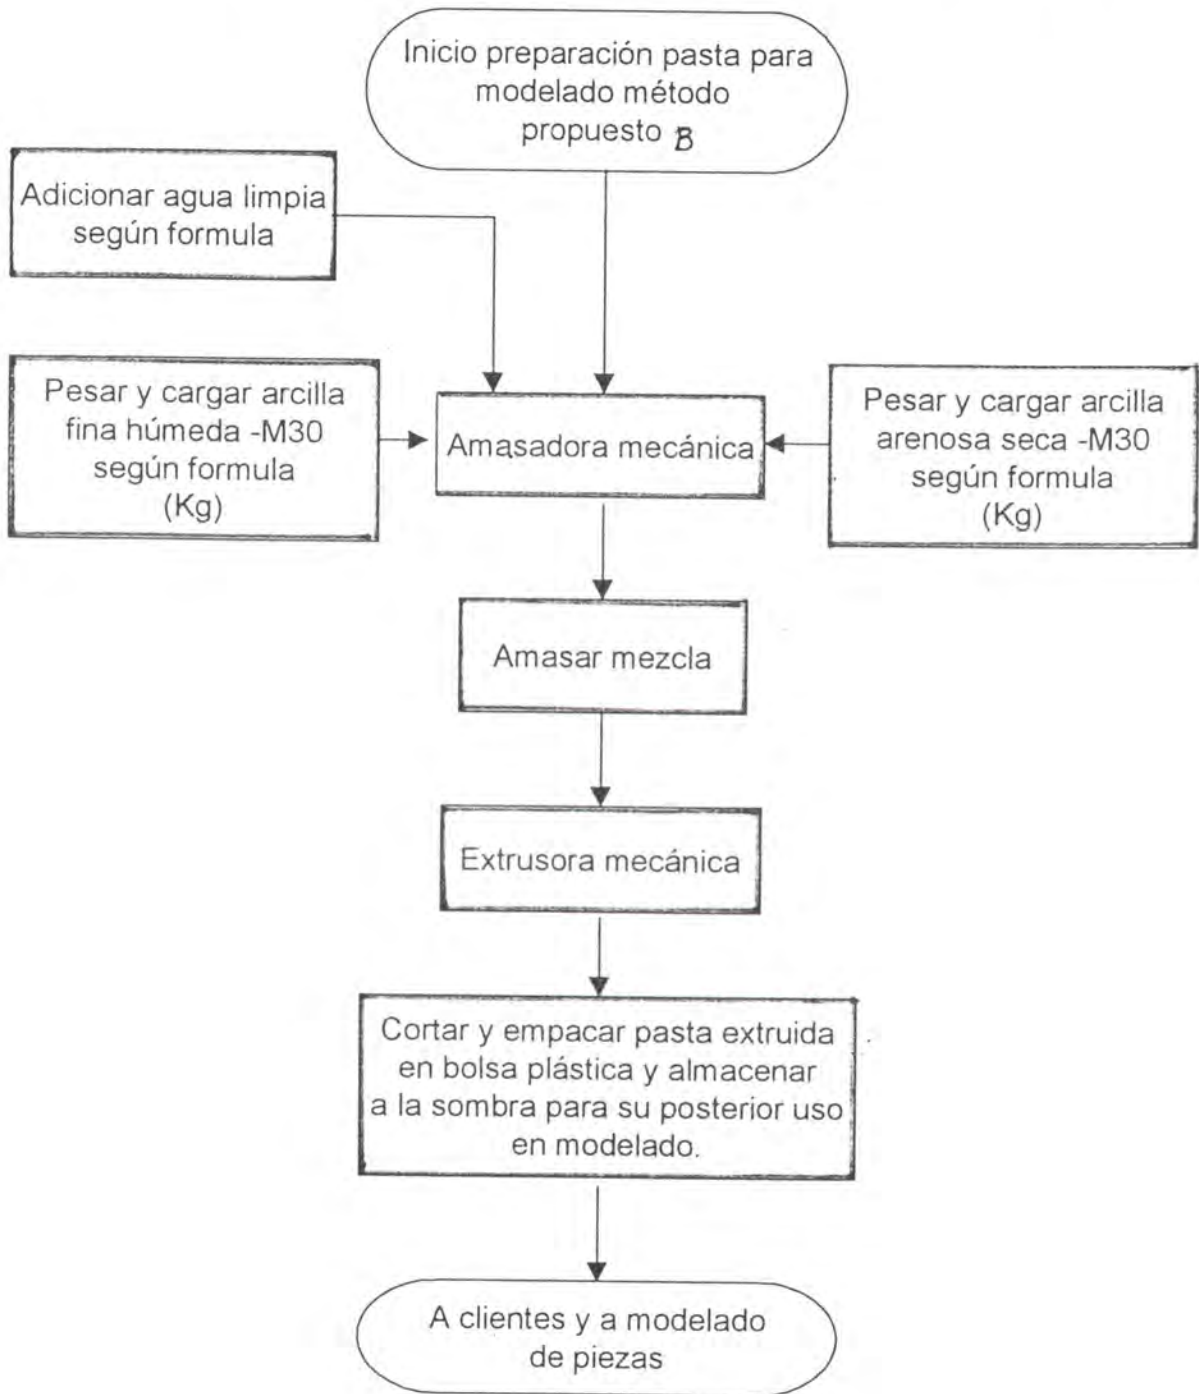 Inicio preparación pasta para
modelado método
propuesto B
Adicionar agua limpia
según formula
Pesar y cargar arcilla
fina húmeda -M30
según formula
(Kg)
Amasadora mecánica
Pesar y cargar arcilla
arenosa seca -M30
según formula
(Kg)
Amasar mezcla
Extrusora mecánica
Cortar y empacar pasta extruida
en bolsa plástica y almacenar
a la sombra para su posterior uso
en modelado.
A clientes y a modelado
de piezas